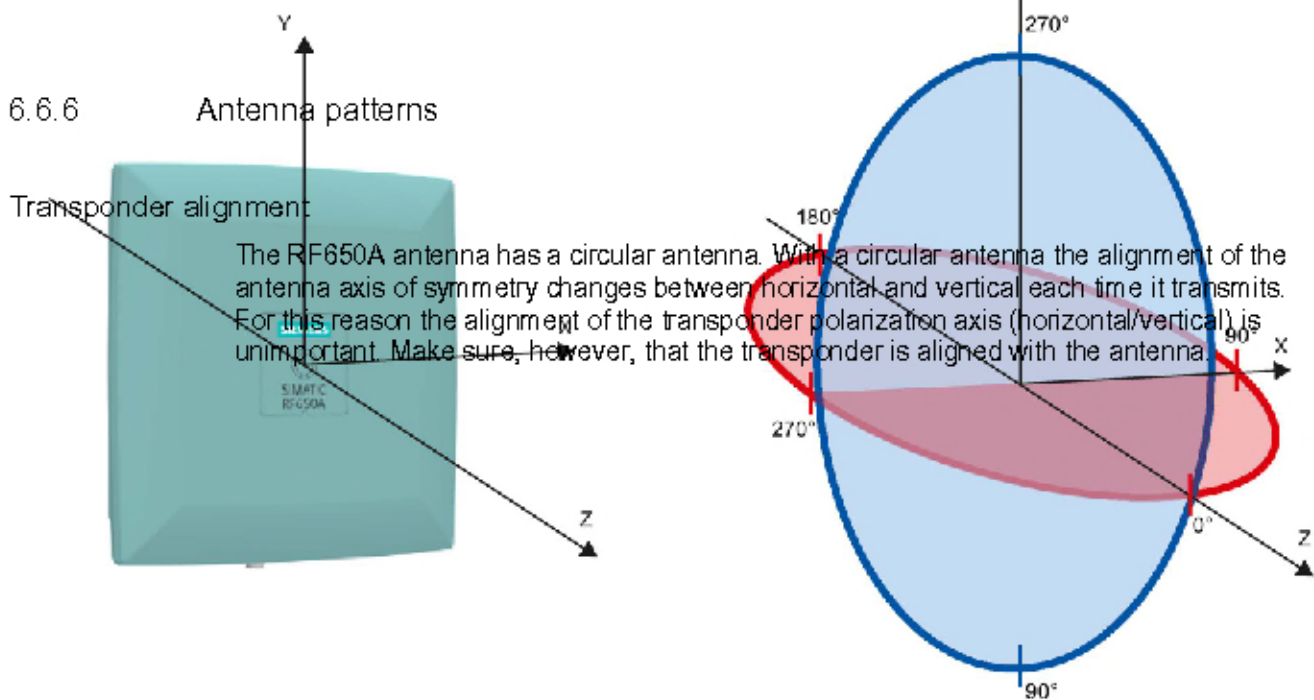 Y
270°
6.6.6 Antenna patterns
Transponder alignment
180°
The RF650A antenna has a circular antenna. With a circular antenna the alignment of the
antenna axis of symmetry changes between horizontal and vertical each time it transmits.
For this reason the alignment of the transponder polarization axis (horizontal/vertical) is
unimportant. Make sure, however, that the transponder is aligned with the antenna.
SIEMENS
X
90°
X
SIMATIC
RF650A
270°
Z
0°
Z
90°